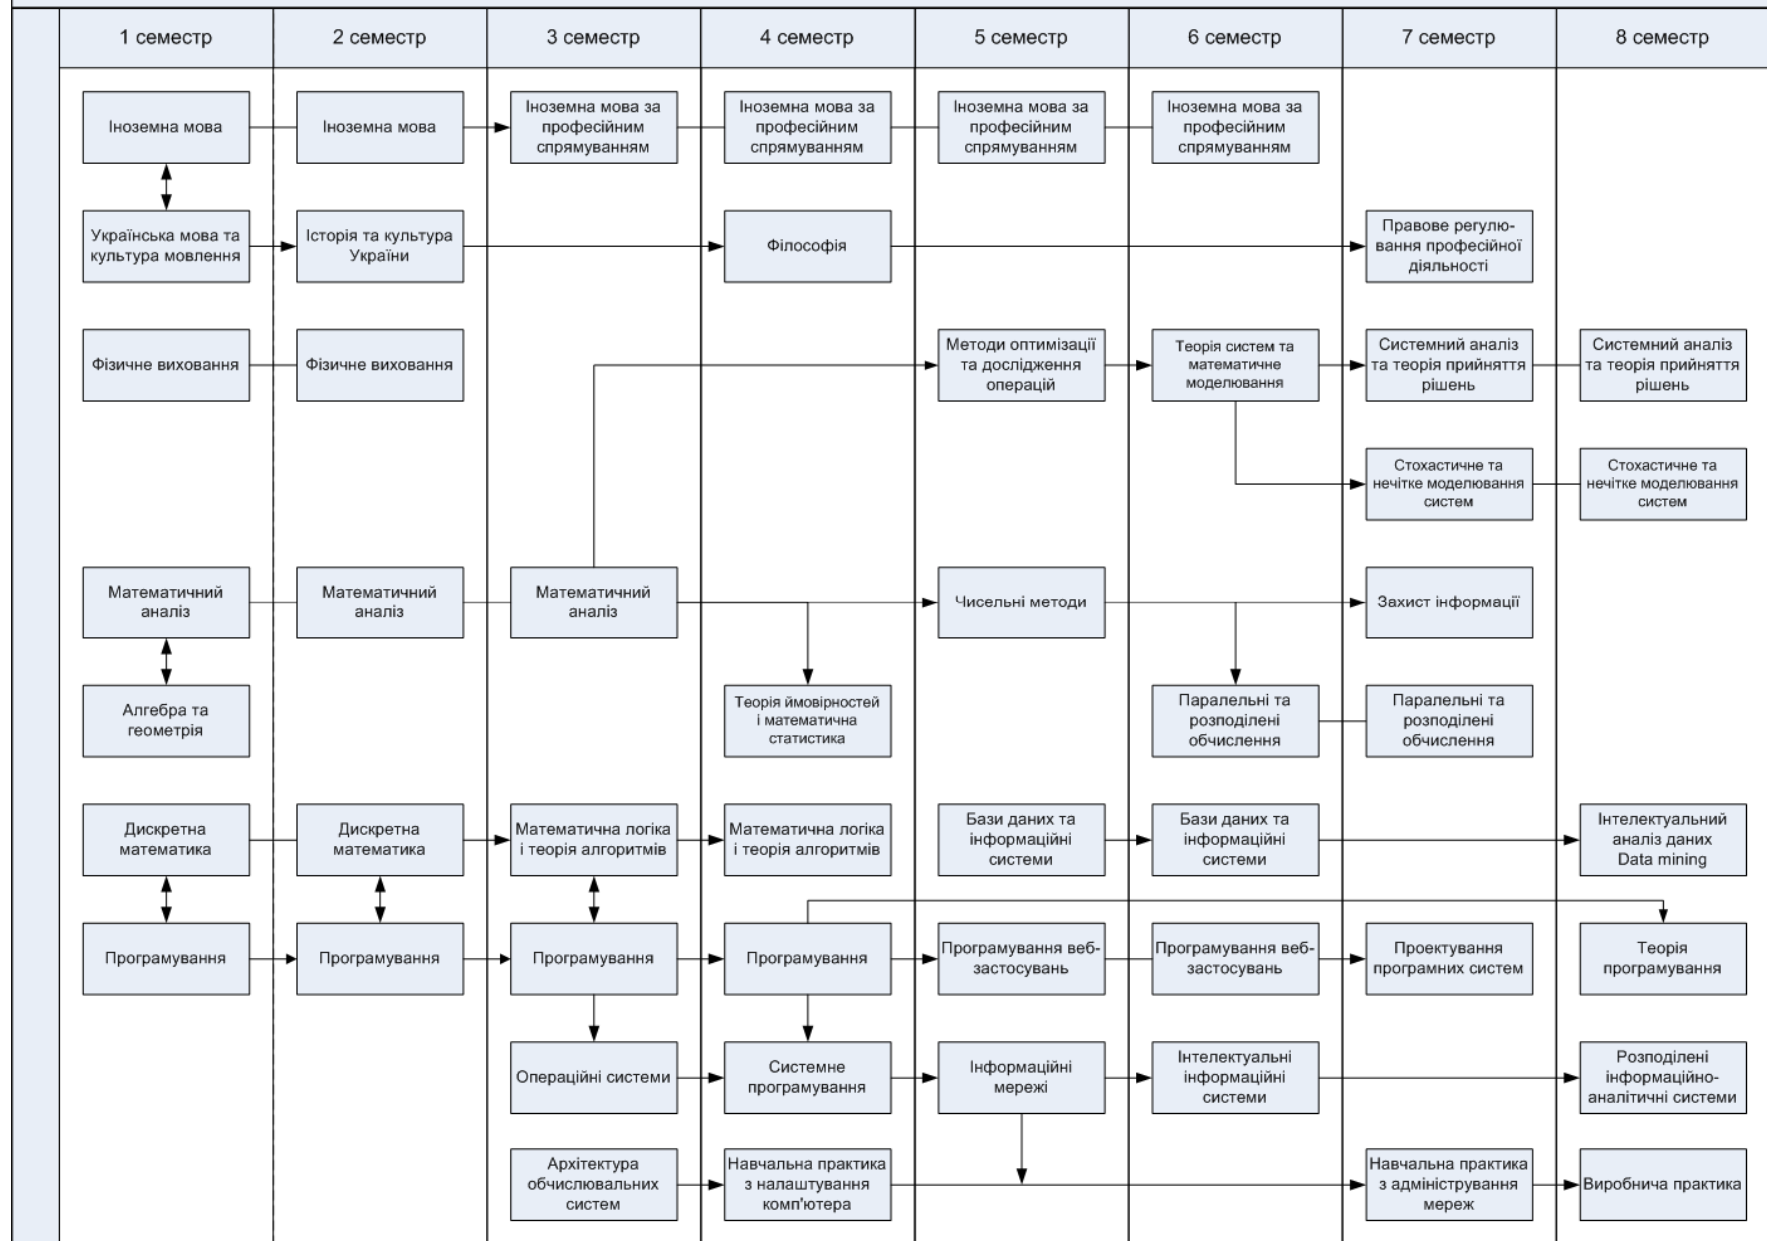 1 семестр
2 семестр
3 семестр
4 семестр
5 семестр
6 семестр
7 семестр
8 семестр
Іноземна мова
Іноземна мова
Іноземна мова за
професійним
спрямуванням
Іноземна мова за
професійним
спрямуванням
Іноземна мова за
професійним
спрямуванням
Іноземна мова за
професійним
спрямуванням
Українська мова та
культура мовлення
Історія та культура
України
Філософія
Правове регулю-
вання професійної
діяльності
Фізичне виховання
Фізичне виховання
Методи оптимізації
та дослідження
операцій
Теорія систем та
математичне
моделювання
Системний аналіз
та теорія прийняття
рішень
Системний аналіз
та теорія прийняття
рішень
Стохастичне та
нечітке моделювання
систем
Стохастичне та
нечітке моделювання
систем
Математичний
аналіз
Математичний
аналіз
Математичний
аналіз
Чисельні методи
Захист інформації
Алгебра та
геометрія
Теорія ймовірностей
і математична
статистика
Паралельні та
розподілені
обчислення
Паралельні та
розподілені
обчислення
Дискретна
математика
Дискретна
математика
Математична логіка
і теорія алгоритмів
Математична логіка
і теорія алгоритмів
Бази даних та
інформаційні
системи
Бази даних та
інформаційні
системи
Інтелектуальний
аналіз даних
Data mining
Програмування
Програмування
Програмування
Програмування
Програмування веб-
застосувань
Програмування веб-
застосувань
Проектування
програмних систем
Теорія
програмування
Операційні системи
Системне
програмування
Інформаційні
мережі
Інтелектуальні
інформаційні
системи
Розподілені
інформаційно-
аналітичні системи
Архітектура
обчислювальних
систем
Навчальна практика
з налаштування
комп'ютера
Навчальна практика
з адміністрування
мереж
Виробнича практика